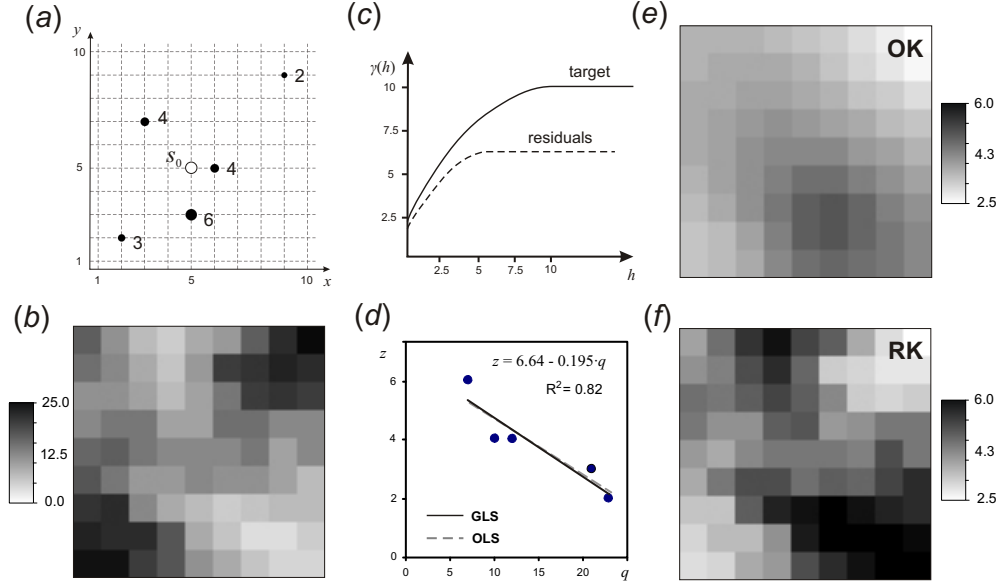 (a)
y
10
5
1
1
5
10
x
2
4
s0
4
6
3
(c)
γ(h)
10
7.5
5
2.5
2.5
5
7.5
10
h
target
residuals
(e)
OK
6.0
4.3
2.5
(b)
25.0
12.5
0.0
(d)
z
z = 6.64 - 0.195·q
R²= 0.82
6
4
2
0
GLS
OLS
0
5
10
15
20
q
(f)
RK
6.0
4.3
2.5